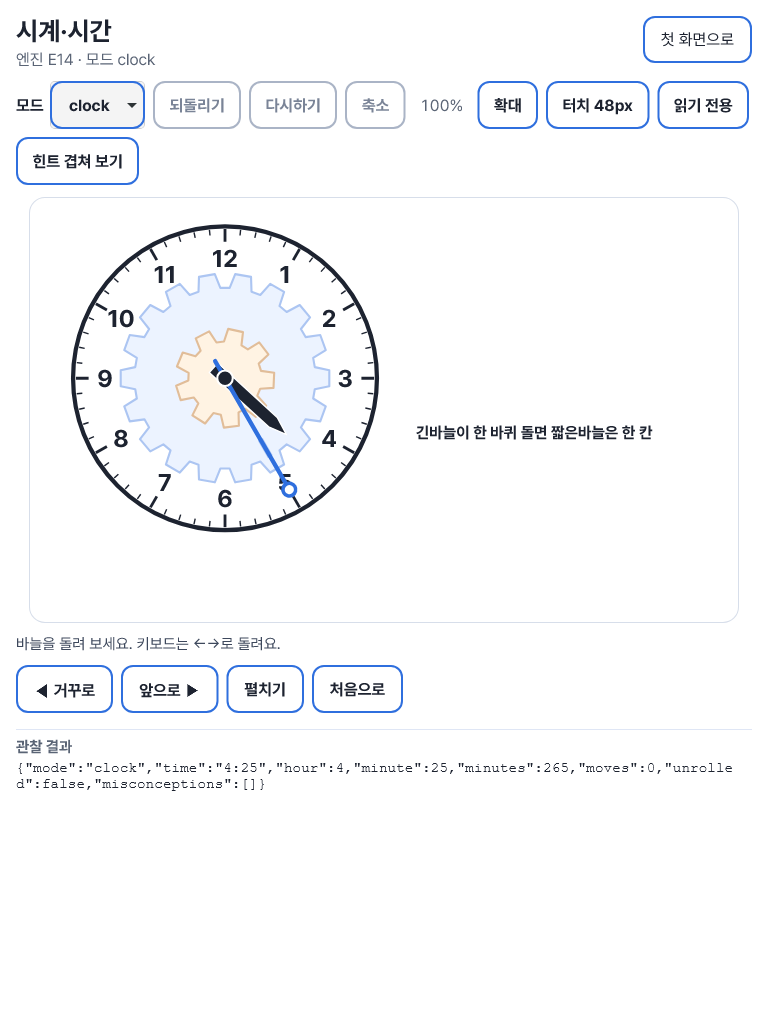 시계·시간
엔진 E14 · 모드 clock
첫 화면으로
모드 clock 되돌리기 다시하기 축소 100% 확대 터치 48px 읽기 전용
힌트 겹쳐 보기
12
11 1
10 2
9 3
8 4
7 5
6
긴바늘이 한 바퀴 돌면 짧은바늘은 한 칸
바늘을 돌려 보세요. 키보드는 ←→로 돌려요.
◀ 거꾸로 앞으로 ▶ 펼치기 처음으로
관찰 결과
{"mode":"clock","time":"4:25","hour":4,"minute":25,"minutes":265,"moves":0,"unrolle
d":false,"misconceptions":[]}